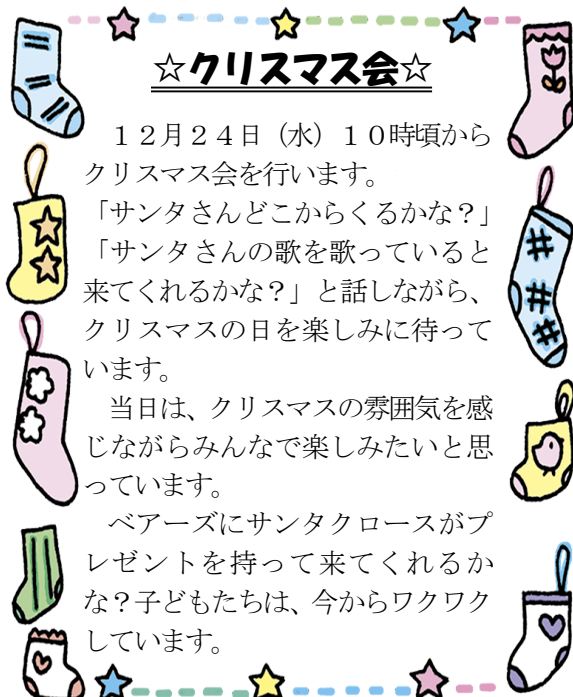 ☆クリスマス会☆
１２月２４日（水）１０時頃から
クリスマス会を行います。
「サンタさんどこからくるかな？」
「サンタさんの歌を歌っていると
来てくれるかな？」と話しながら、
クリスマスの日を楽しみに待って
います。
当日は、クリスマスの雰囲気を感
じながらみんなで楽しみたいと思
っています。
ベアーズにサンタクロースがプ
レゼントを持って来てくれるか
な？子どもたちは、今からワクワク
しています。